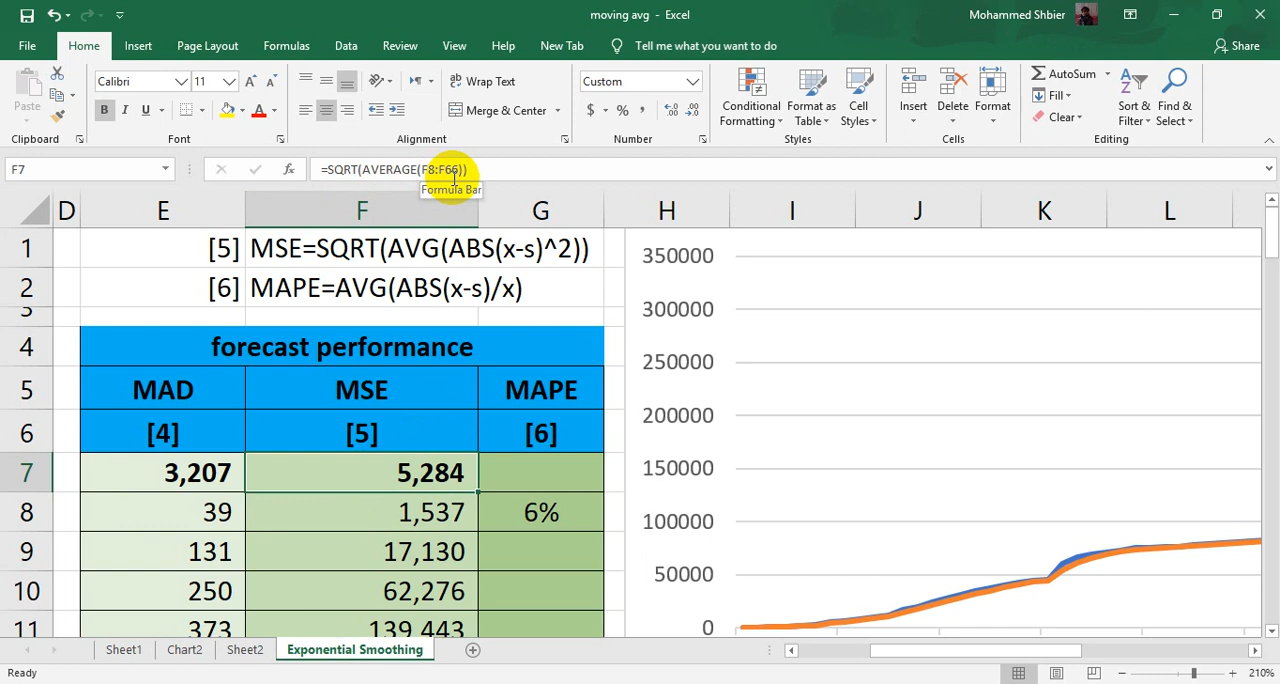 moving avg - Excel
Mohammed Shbier
File Home Insert Page Layout Formulas Data Review View Help New Tab Tell me what you want to do
Share
Paste
Calibri 11
B I U
Wrap Text
Merge & Center
Custom
$ % ,
Conditional Formatting
Format as Table
Cell Styles
Insert Delete Format
AutoSum
Fill
Clear
Sort & Filter
Find & Select
Clipboard Font Alignment Number Styles Cells Editing
F7 fx =SQRT(AVERAGE(F8:F66))
Formula Bar
D E F G H I J K L
1 [5] MSE=SQRT(AVG(ABS(x-s)^2))
2 [6] MAPE=AVG(ABS(x-s)/x)
3
4 forecast performance
5 MAD MSE MAPE
6 [4] [5] [6]
7 3,207 5,284
8 39 1,537 6%
9 131 17,130
10 250 62,276
11 373 139,443
350000
300000
250000
200000
150000
100000
50000
0
Sheet1 Chart2 Sheet2 Exponential Smoothing
Ready
210%